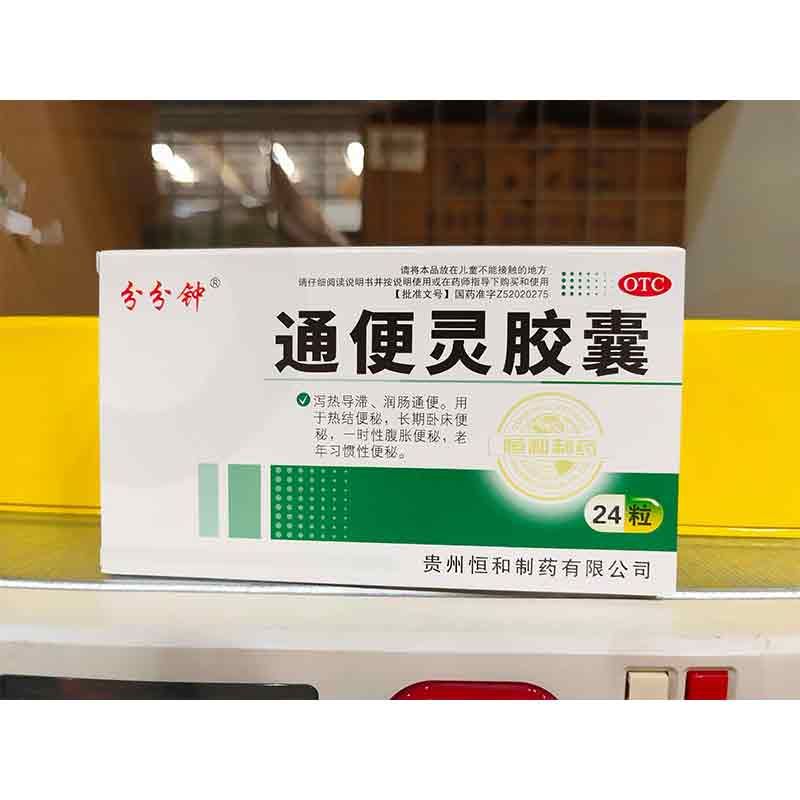 分分钟®
请将本品放在儿童不能接触的地方
请仔细阅读说明书并按说明使用或在药师指导下购买和使用
【批准文号】国药准字Z52020275
OTC
通便灵胶囊
泻热导滞、润肠通便。用
于热结便秘，长期卧床便
秘，一时性腹胀便秘，老
年习惯性便秘。
恒和制药
24粒
贵州恒和制药有限公司